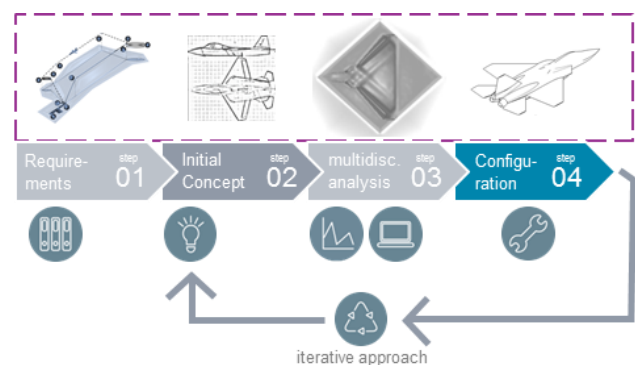 Require-
ments
step
01
Initial
Concept
step
02
multidisc.
analysis
step
03
Configu-
ration
step
04
iterative approach